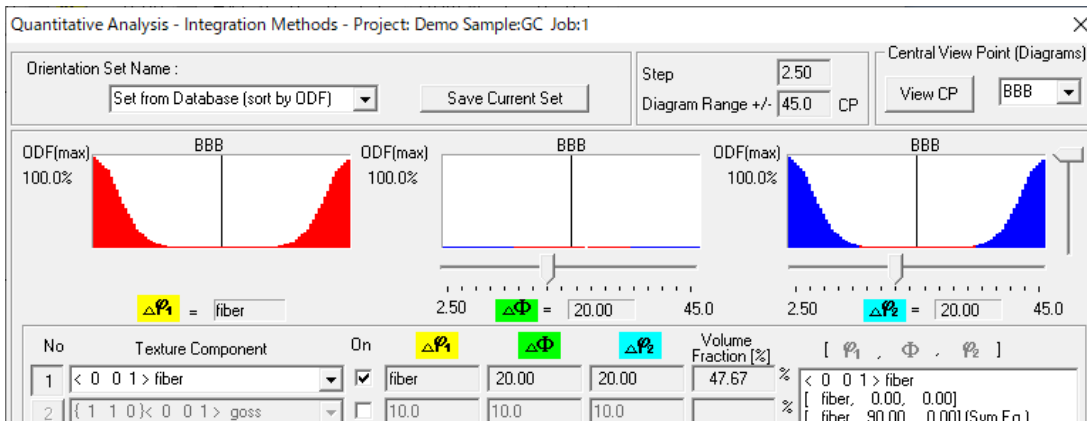 Quantitative Analysis - Integration Methods - Project: Demo Sample:GC Job:1
Orientation Set Name :
Set from Database (sort by ODF)
Save Current Set
Step 2.50
Diagram Range +/- 45.0 CP
Central View Point (Diagrams)
View CP BBB
ODF(max) BBB
100.0%
ODF(max) BBB
100.0%
ODF(max) BBB
100.0%
△φ1 = fiber
2.50 △Φ = 20.00 45.0
2.50 △φ2 = 20.00 45.0
No Texture Component On △φ1 △Φ △φ2 Volume Fraction [%] [ φ1 , Φ , φ2 ]
1 < 0 0 1 > fiber fiber 20.00 20.00 47.67 %
2 { 1 1 0 }< 0 0 1 > goss 10.0 10.0 10.0 %
< 0 0 1 > fiber
[ fiber, 0.00, 0.00]
[ fiber, 90.00, 0.00] (Sum Eq.)